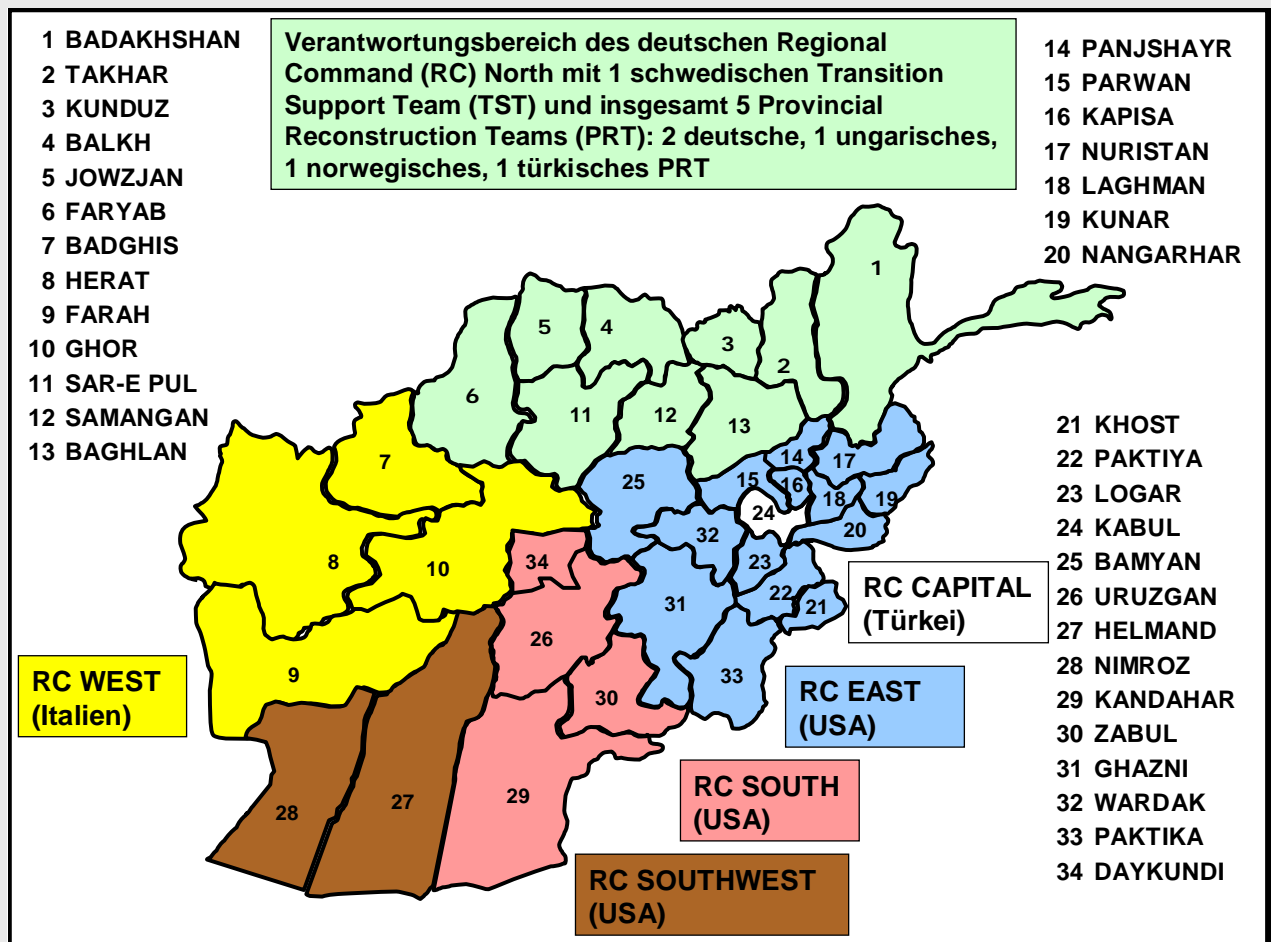 1 BADAKHSHAN
2 TAKHAR
3 KUNDUZ
4 BALKH
5 JOWZJAN
6 FARYAB
7 BADGHIS
8 HERAT
9 FARAH
10 GHOR
11 SAR-E PUL
12 SAMANGAN
13 BAGHLAN
Verantwortungsbereich des deutschen Regional
Command (RC) North mit 1 schwedischen Transition
Support Team (TST) und insgesamt 5 Provincial
Reconstruction Teams (PRT): 2 deutsche, 1 ungarisches,
1 norwegisches, 1 türkisches PRT
14 PANJSHAYR
15 PARWAN
16 KAPISA
17 NURISTAN
18 LAGHMAN
19 KUNAR
20 NANGARHAR
1
5
4
3
2
6
11
12
13
7
14
17
25
15
16
18
19
24
20
32
8
10
34
23
31
22
21
26
9
33
30
29
27
28
RC WEST
(Italien)
RC CAPITAL
(Türkei)
RC EAST
(USA)
RC SOUTH
(USA)
RC SOUTHWEST
(USA)
21 KHOST
22 PAKTIYA
23 LOGAR
24 KABUL
25 BAMYAN
26 URUZGAN
27 HELMAND
28 NIMROZ
29 KANDAHAR
30 ZABUL
31 GHAZNI
32 WARDAK
33 PAKTIKA
34 DAYKUNDI